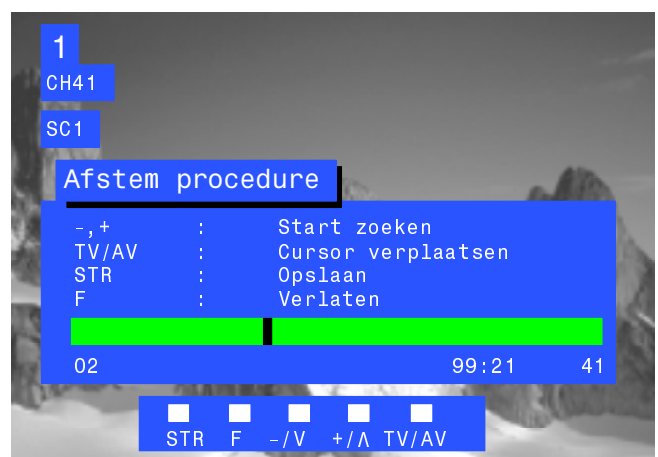 1
CH41
SC1
Afstem procedure
-,+ : Start zoeken
TV/AV : Cursor verplaatsen
STR : Opslaan
F : Verlaten
02 99:21 41
STR F -/V +/Λ TV/AV